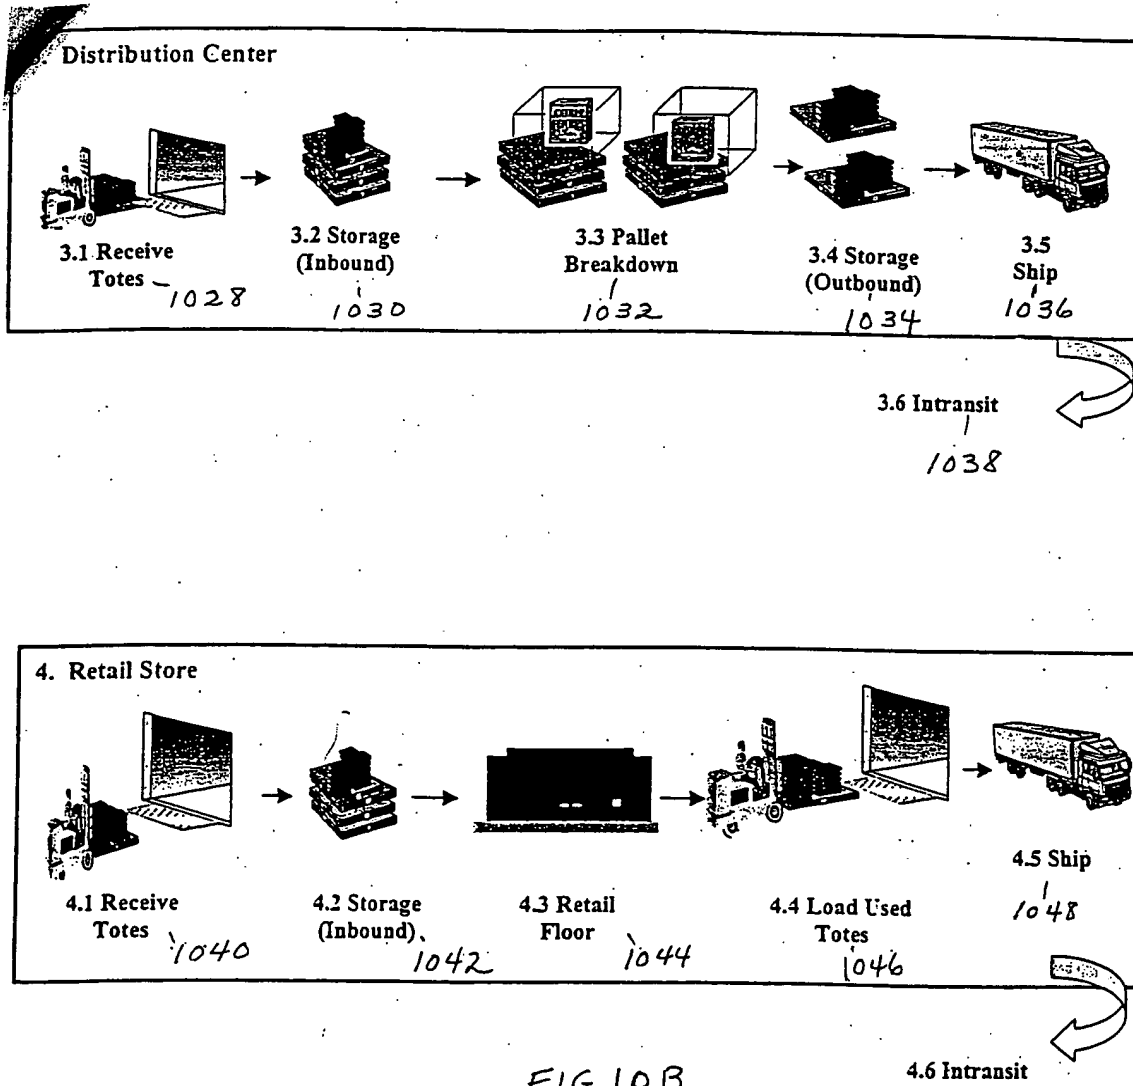 Distribution Center
3.1 Receive
Totes
1028
3.2 Storage
(Inbound)
1030
3.3 Pallet
Breakdown
1032
3.4 Storage
(Outbound)
1034
3.5
Ship
1036
3.6 Intransit
1038
4. Retail Store
4.1 Receive
Totes
1040
4.2 Storage
(Inbound)
1042
4.3 Retail
Floor
1044
4.4 Load Used
Totes
1046
4.5 Ship
1048
4.6 Intransit
FIG 10B